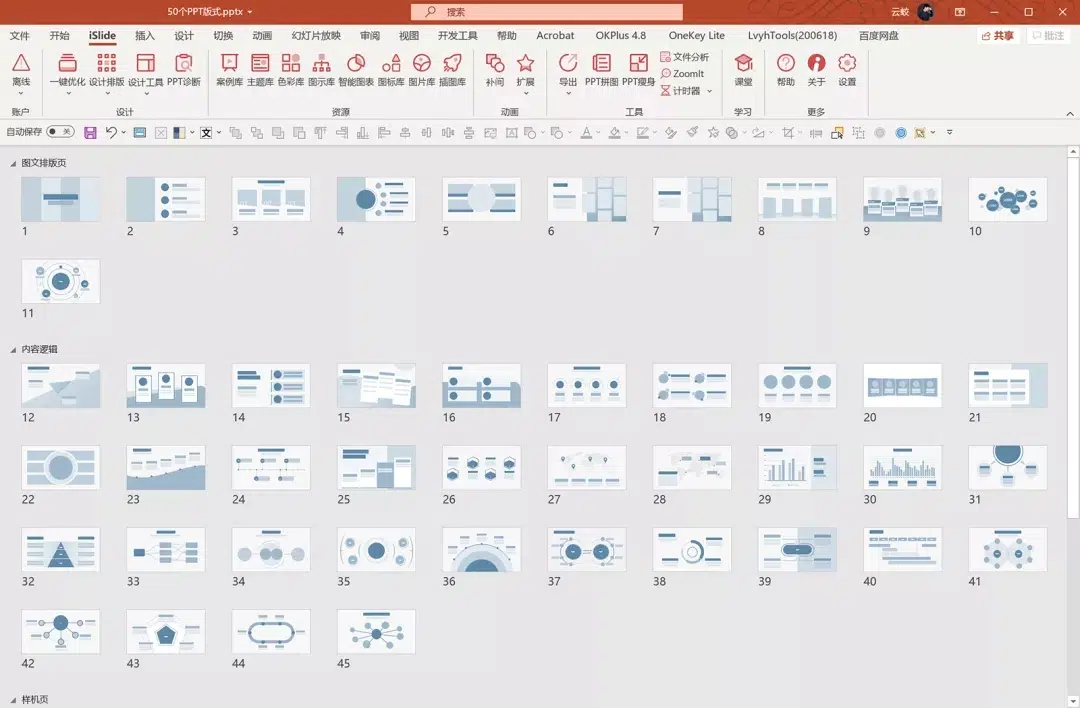 50个PPT版式.pptx
搜索
云蛟
文件 开始 iSlide 插入 设计 切换 动画 幻灯片放映 审阅 视图 开发工具 帮助 Acrobat OKPlus 4.8 OneKey Lite LvyhTools(200618) 百度网盘 共享 批注
离线 一键优化 设计排版 设计工具 PPT诊断 案例库 主题库 色彩库 图示库 智能图表 图标库 图片库 插图库 补间 扩展 导出 PPT拼图 PPT瘦身 文件分析 课堂 帮助 关于 设置
ZoomIt
计时器
账户 设计 资源 动画 工具 学习 更多
自动保存 关 文
图文排版页
1 2 3 4 5 6 7 8 9 10
11
内容逻辑
12 13 14 15 16 17 18 19 20 21
22 23 24 25 26 27 28 29 30 31
32 33 34 35 36 37 38 39 40 41
42 43 44 45
样机页